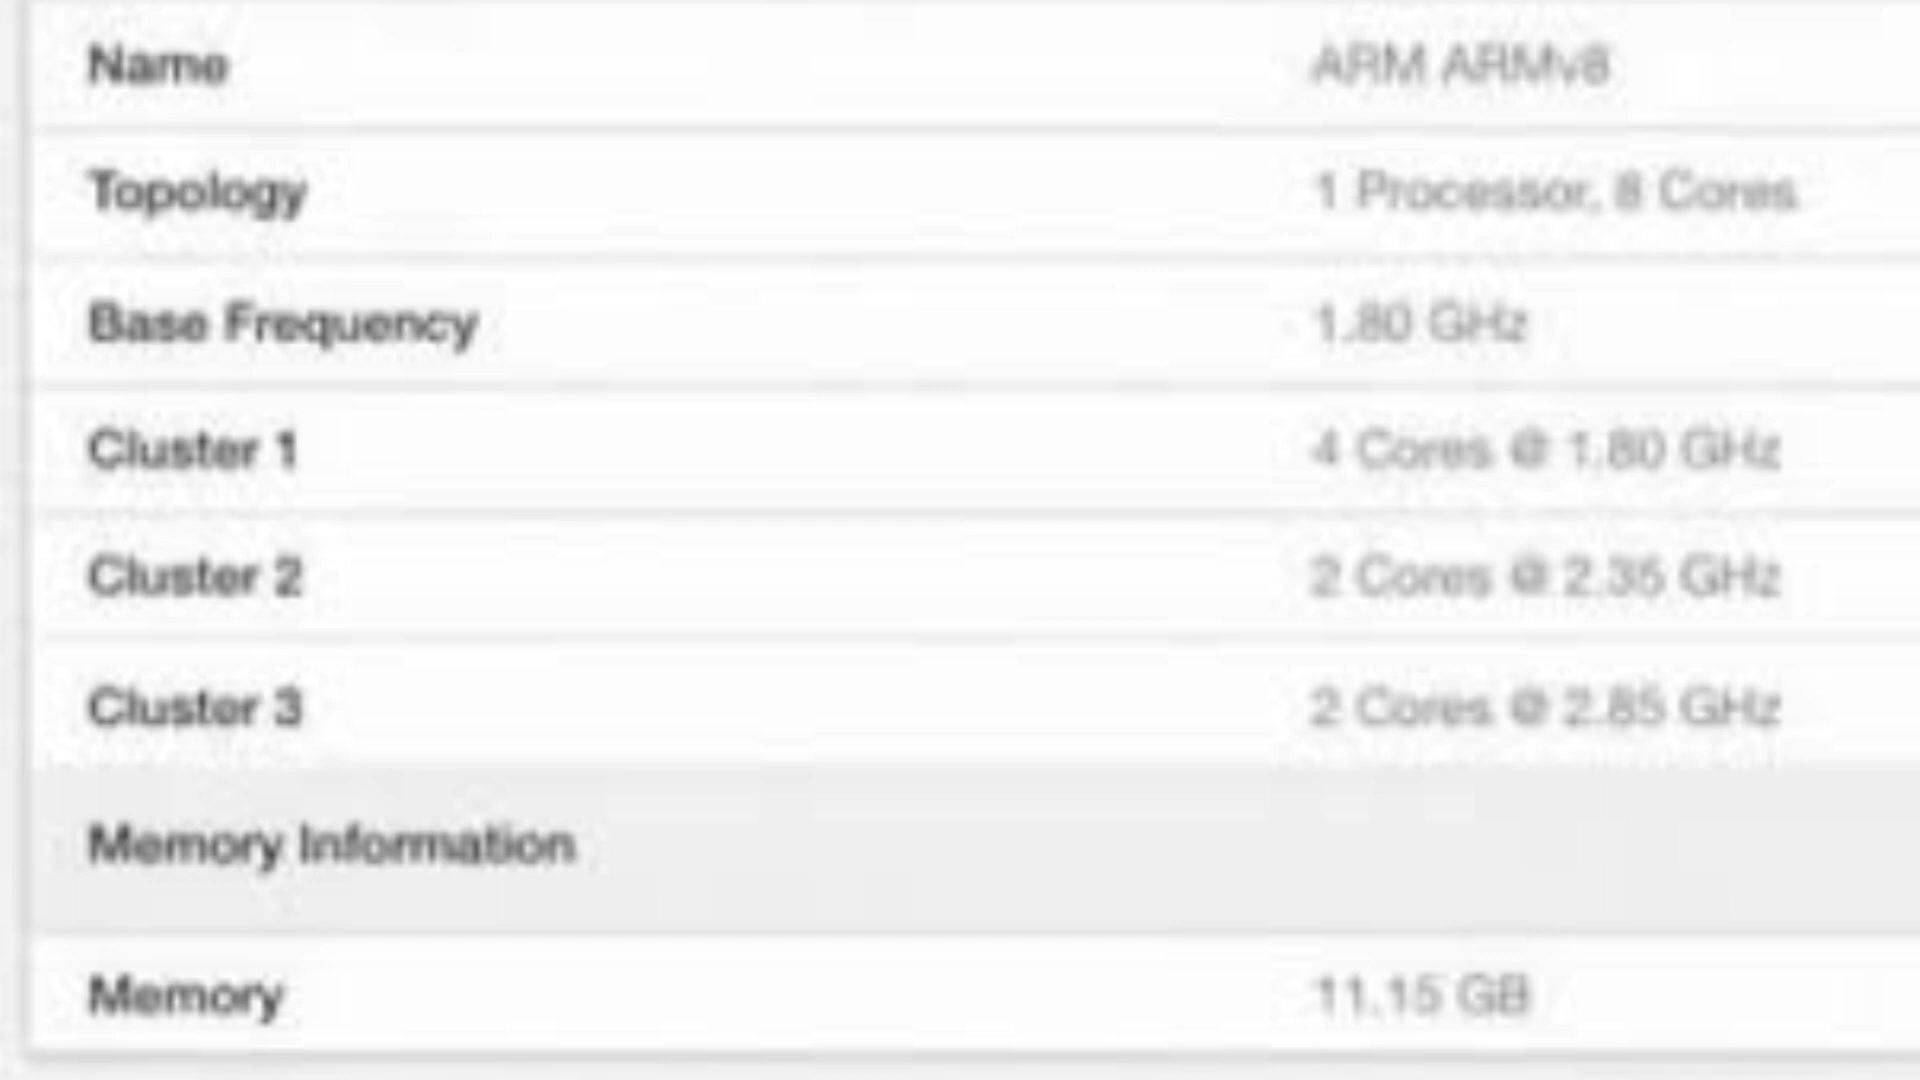 Name ARM ARMv8
Topology 1 Processor, 8 Cores
Base Frequency 1.80 GHz
Cluster 1 4 Cores @ 1.80 GHz
Cluster 2 2 Cores @ 2.35 GHz
Cluster 3 2 Cores @ 2.85 GHz
Memory Information
Memory 11.15 GB